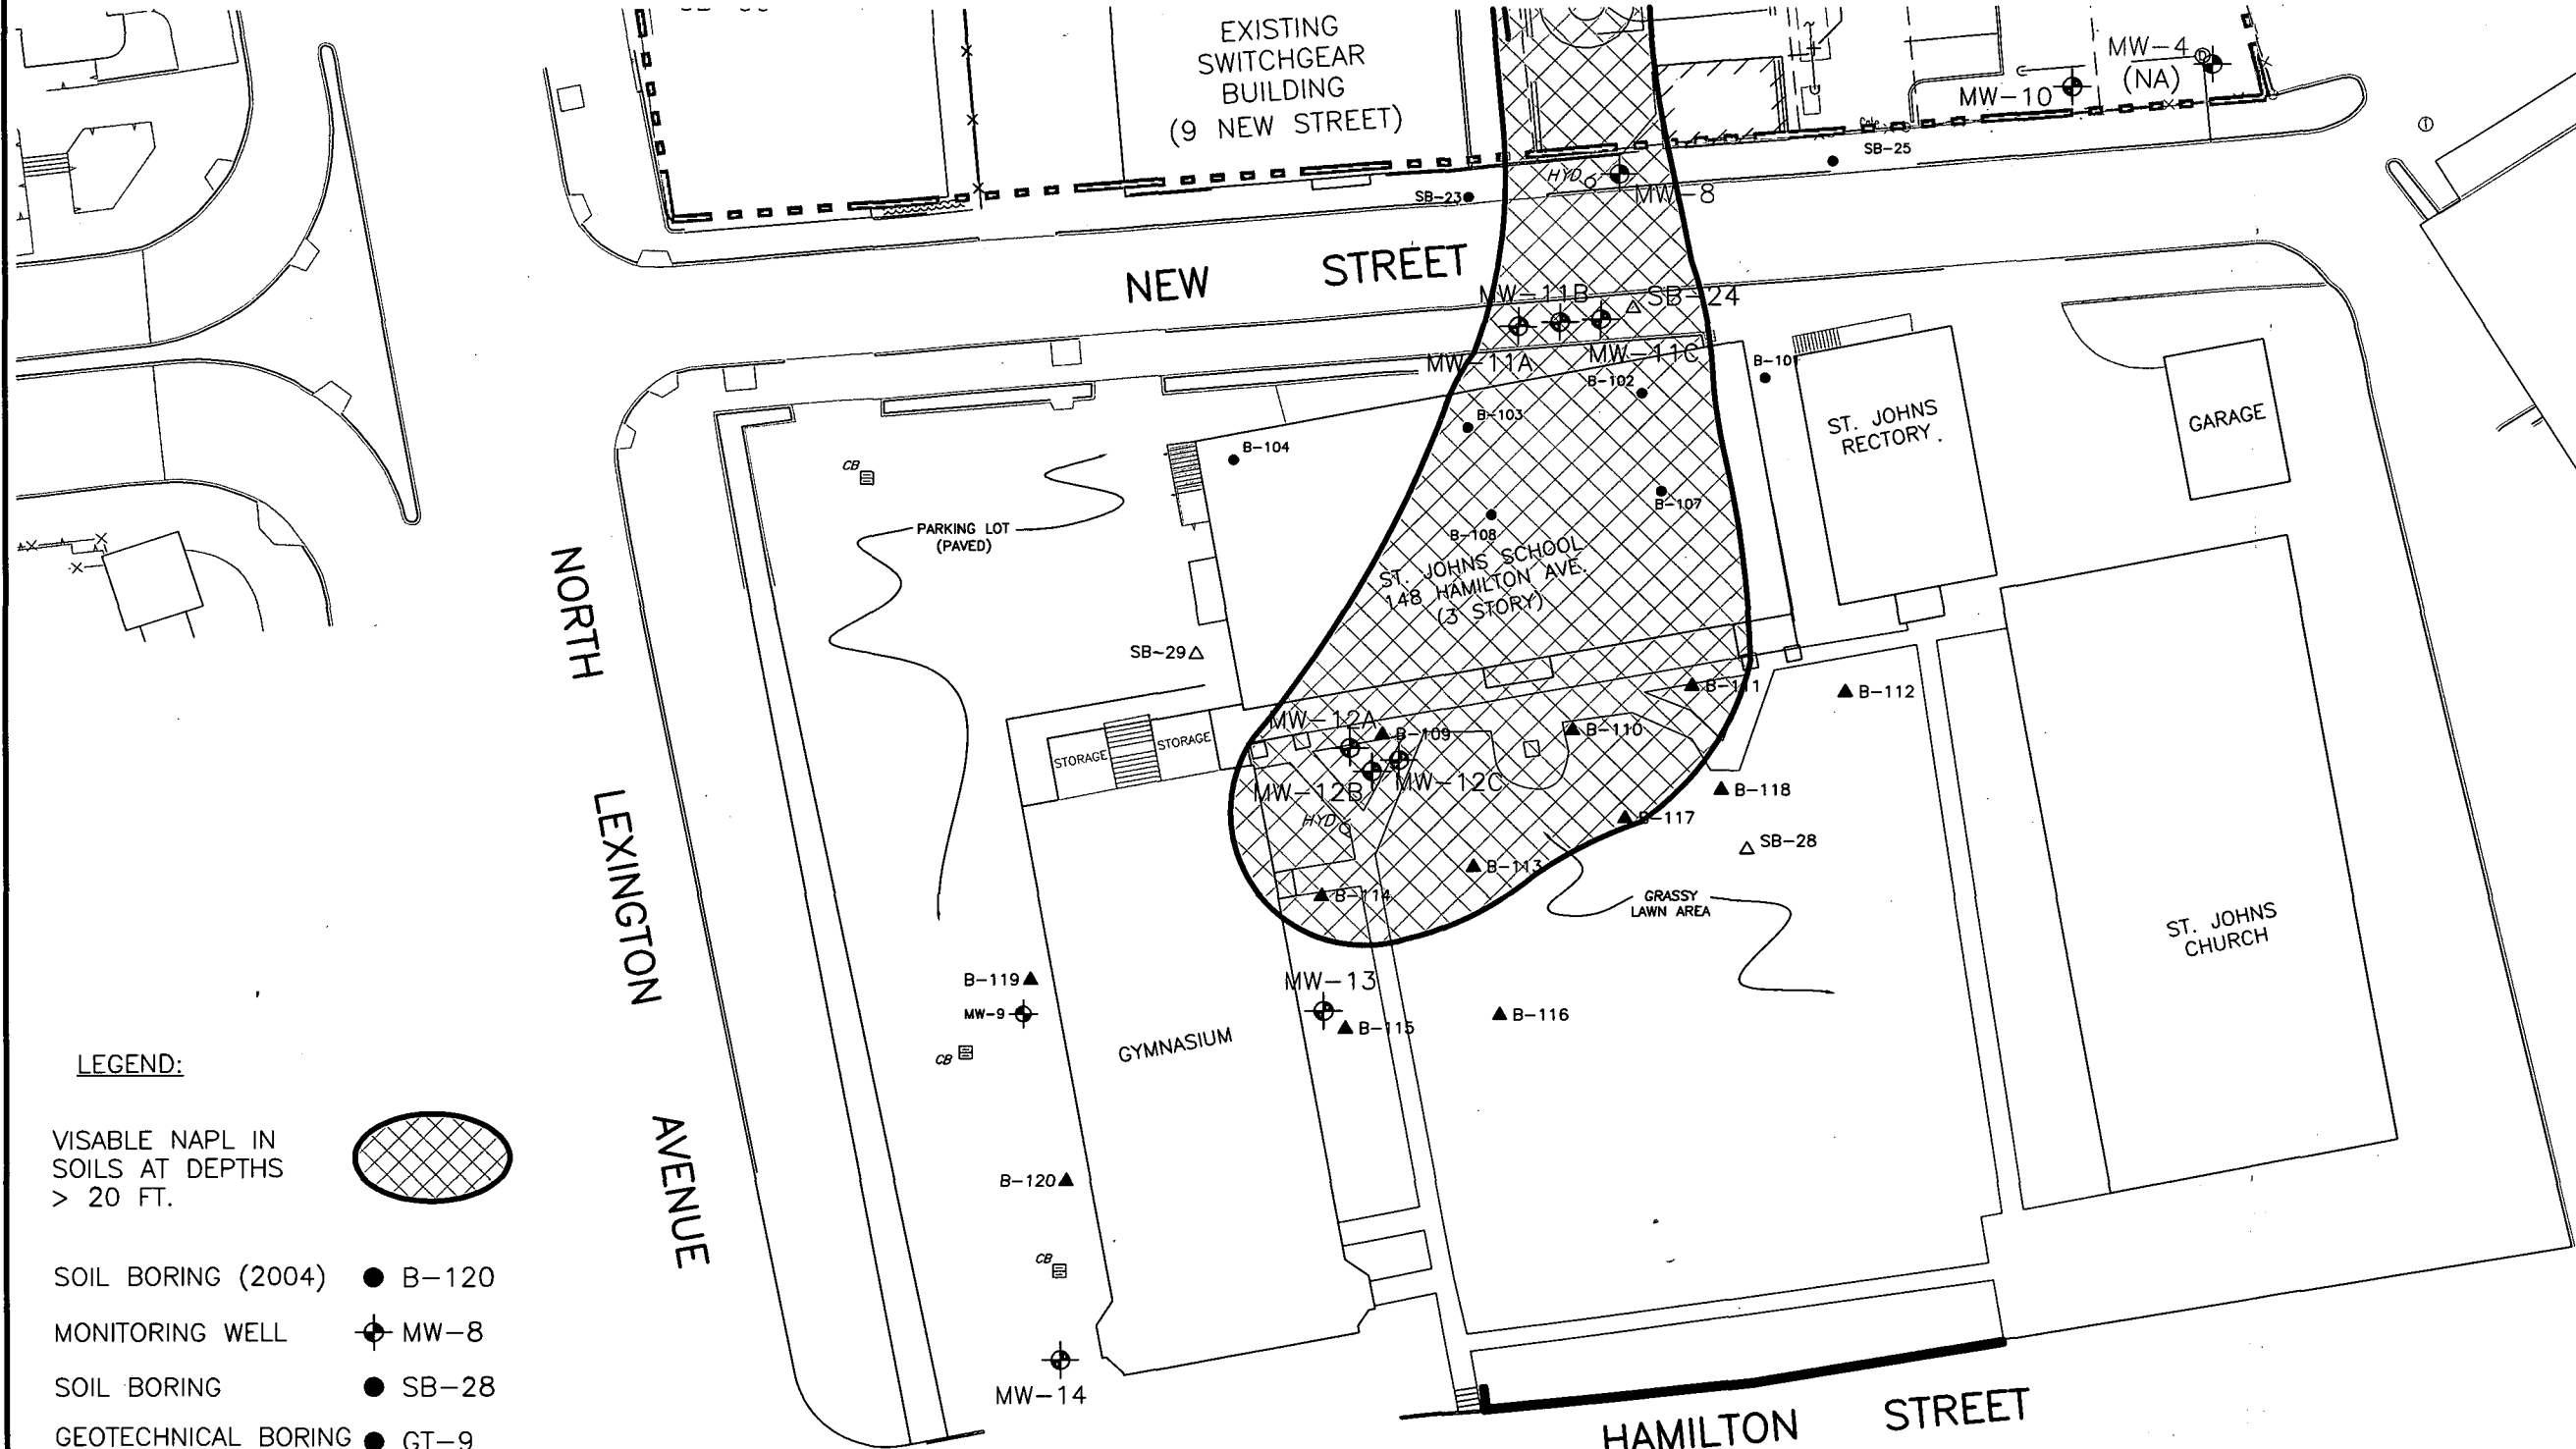 EXISTING
SWITCHGEAR
BUILDING
(9 NEW STREET)
MW-4
(NA)
MW-10
SB-25
HYD
MW-8
SB-23
NEW STREET
MW-11B
SB-24
MW-11A
MW-11C
B-101
B-102
B-103
B-104
ST. JOHNS
RECTORY.
GARAGE
CB
PARKING LOT
(PAVED)
B-107
B-108
ST. JOHNS SCHOOL
148 HAMILTON AVE.
(3 STORY)
NORTH LEXINGTON AVENUE
SB-29
B-111
B-112
MW-12A
B-109
B-110
STORAGE
STORAGE
MW-12B
MW-12C
HYD
B-118
B-117
SB-28
B-113
B-114
GRASSY
LAWN AREA
ST. JOHNS
CHURCH
B-119
MW-13
MW-9
B-115
B-116
CB
GYMNASIUM
B-120
CB
MW-14
HAMILTON STREET
LEGEND:
VISABLE NAPL IN
SOILS AT DEPTHS
> 20 FT.
SOIL BORING (2004) B-120
MONITORING WELL MW-8
SOIL BORING SB-28
GEOTECHNICAL BORING GT-9